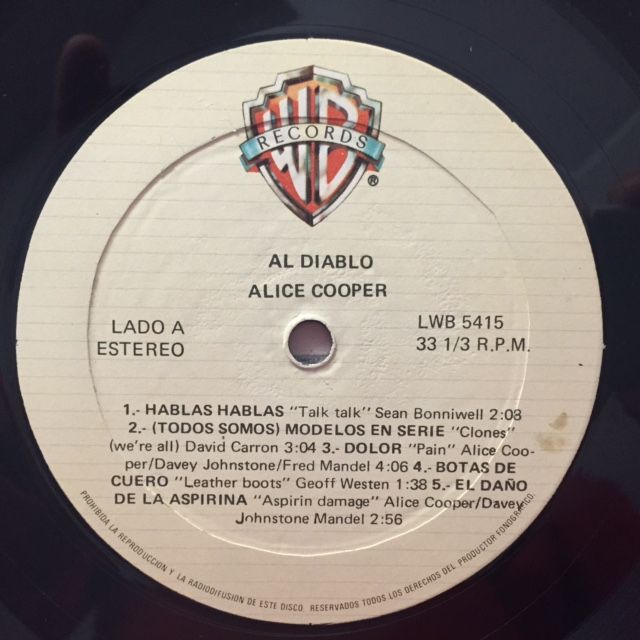 WB
RECORDS
®
AL DIABLO
ALICE COOPER
LADO A
ESTEREO
LWB 5415
33 1/3 R.P.M.
1.- HABLAS HABLAS "Talk talk" Sean Bonniwell 2:08
2.- (TODOS SOMOS) MODELOS EN SERIE "Clones"
(we're all) David Carron 3:04 3.- DOLOR "Pain" Alice Coo-
per/Davey Johnstone/Fred Mandel 4:06 4.- BOTAS DE
CUERO "Leather boots" Geoff Westen 1:38 5.- EL DAÑO
DE LA ASPIRINA "Aspirin damage" Alice Cooper/Davey
Johnstone Mandel 2:56
PROHIBIDA LA REPRODUCCION Y LA RADIODIFUSION DE ESTE DISCO. RESERVADOS TODOS LOS DERECHOS DEL PRODUCTOR FONOGRAFICO.